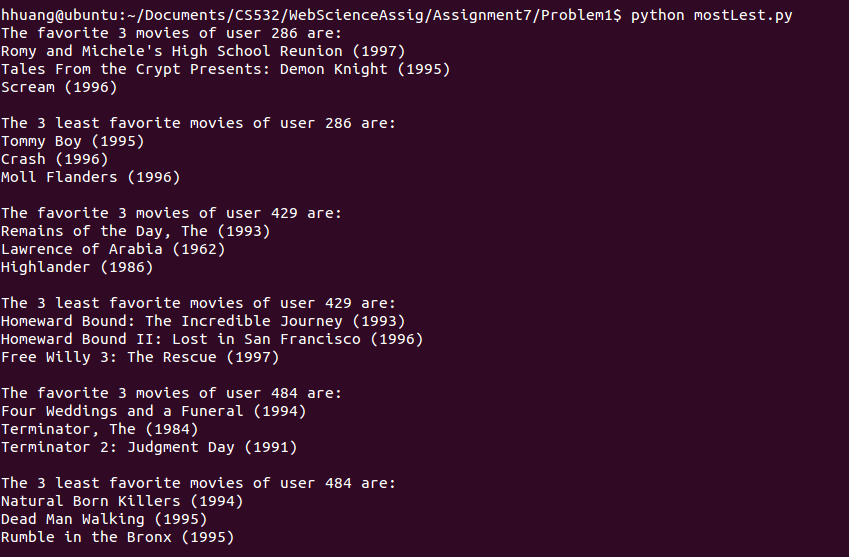 hhuang@ubuntu:~/Documents/CS532/WebScienceAssig/Assignment7/Problem1$ python mostLest.py
The favorite 3 movies of user 286 are:
Romy and Michele's High School Reunion (1997)
Tales From the Crypt Presents: Demon Knight (1995)
Scream (1996)

The 3 least favorite movies of user 286 are:
Tommy Boy (1995)
Crash (1996)
Moll Flanders (1996)

The favorite 3 movies of user 429 are:
Remains of the Day, The (1993)
Lawrence of Arabia (1962)
Highlander (1986)

The 3 least favorite movies of user 429 are:
Homeward Bound: The Incredible Journey (1993)
Homeward Bound II: Lost in San Francisco (1996)
Free Willy 3: The Rescue (1997)

The favorite 3 movies of user 484 are:
Four Weddings and a Funeral (1994)
Terminator, The (1984)
Terminator 2: Judgment Day (1991)

The 3 least favorite movies of user 484 are:
Natural Born Killers (1994)
Dead Man Walking (1995)
Rumble in the Bronx (1995)